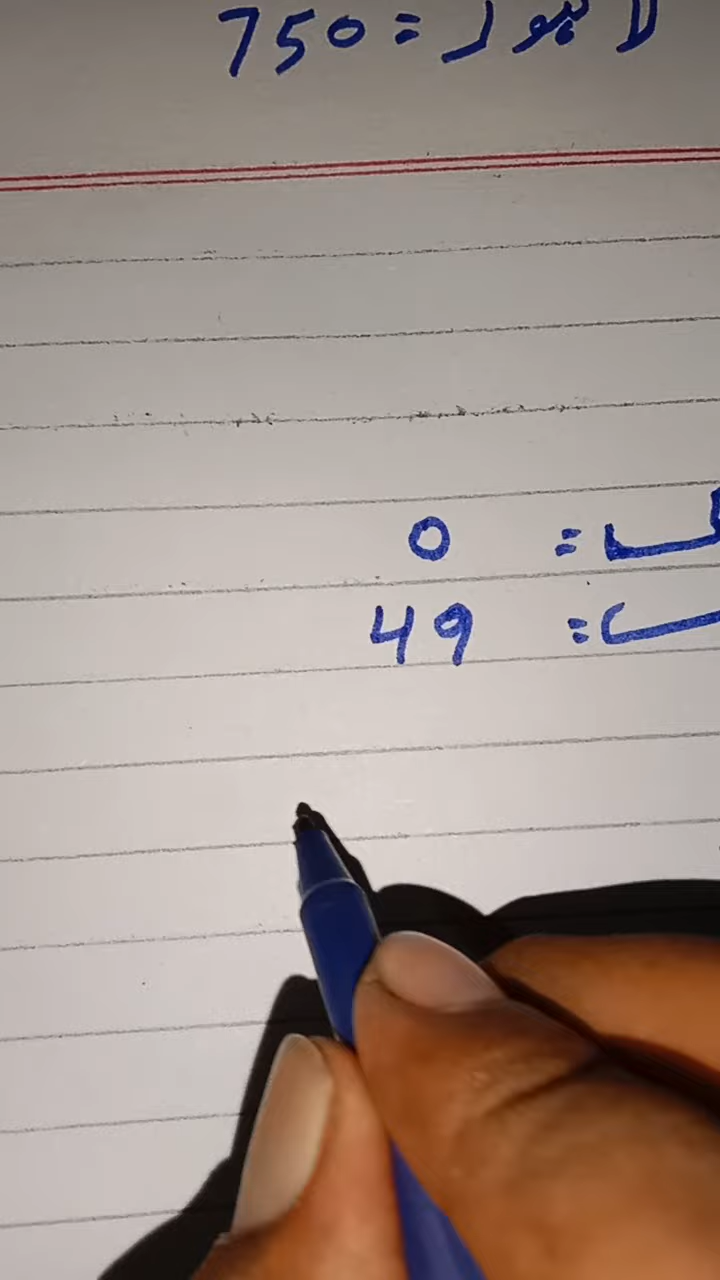 لاہور = 750
= 0
= 49